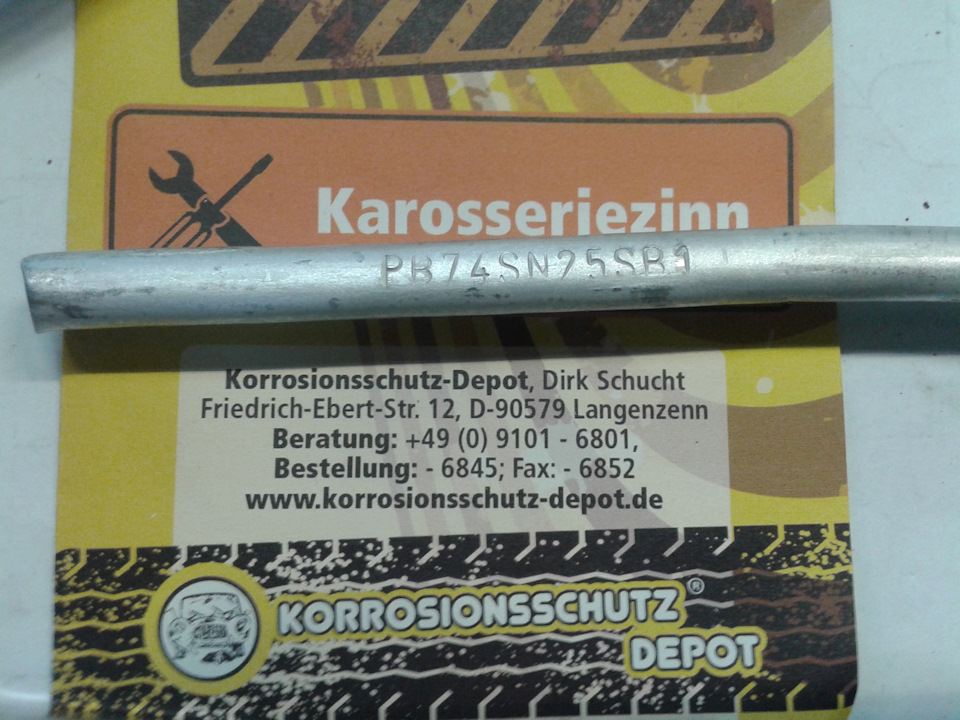 Karosseriezinn
PB74SN25SB1
Korrosionsschutz-Depot, Dirk Schucht
Friedrich-Ebert-Str. 12, D-90579 Langenzenn
Beratung: +49 (0) 9101 - 6801,
Bestellung: - 6845; Fax: - 6852
www.korrosionsschutz-depot.de
KORROSIONSSCHUTZ®
DEPOT